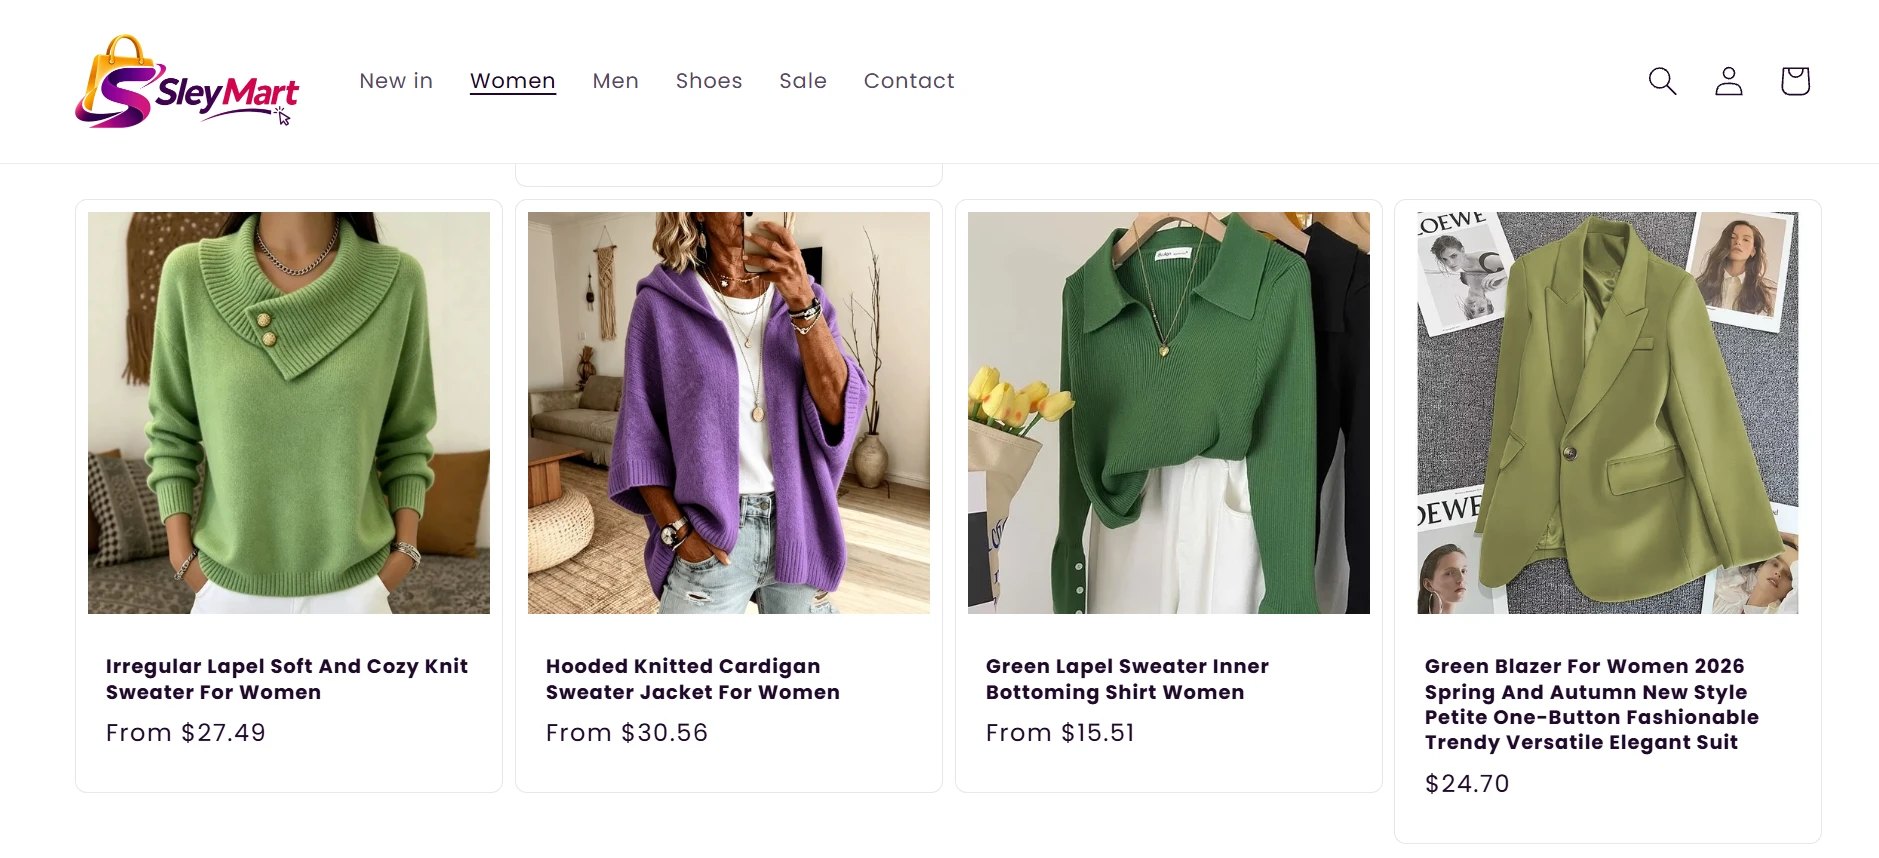 SleyMart
New in
Women
Men
Shoes
Sale
Contact
LOEWE
OEWE
Irregular Lapel Soft And Cozy Knit
Sweater For Women
From $27.49
Hooded Knitted Cardigan
Sweater Jacket For Women
From $30.56
Green Lapel Sweater Inner
Bottoming Shirt Women
From $15.51
Green Blazer For Women 2026
Spring And Autumn New Style
Petite One-Button Fashionable
Trendy Versatile Elegant Suit
$24.70